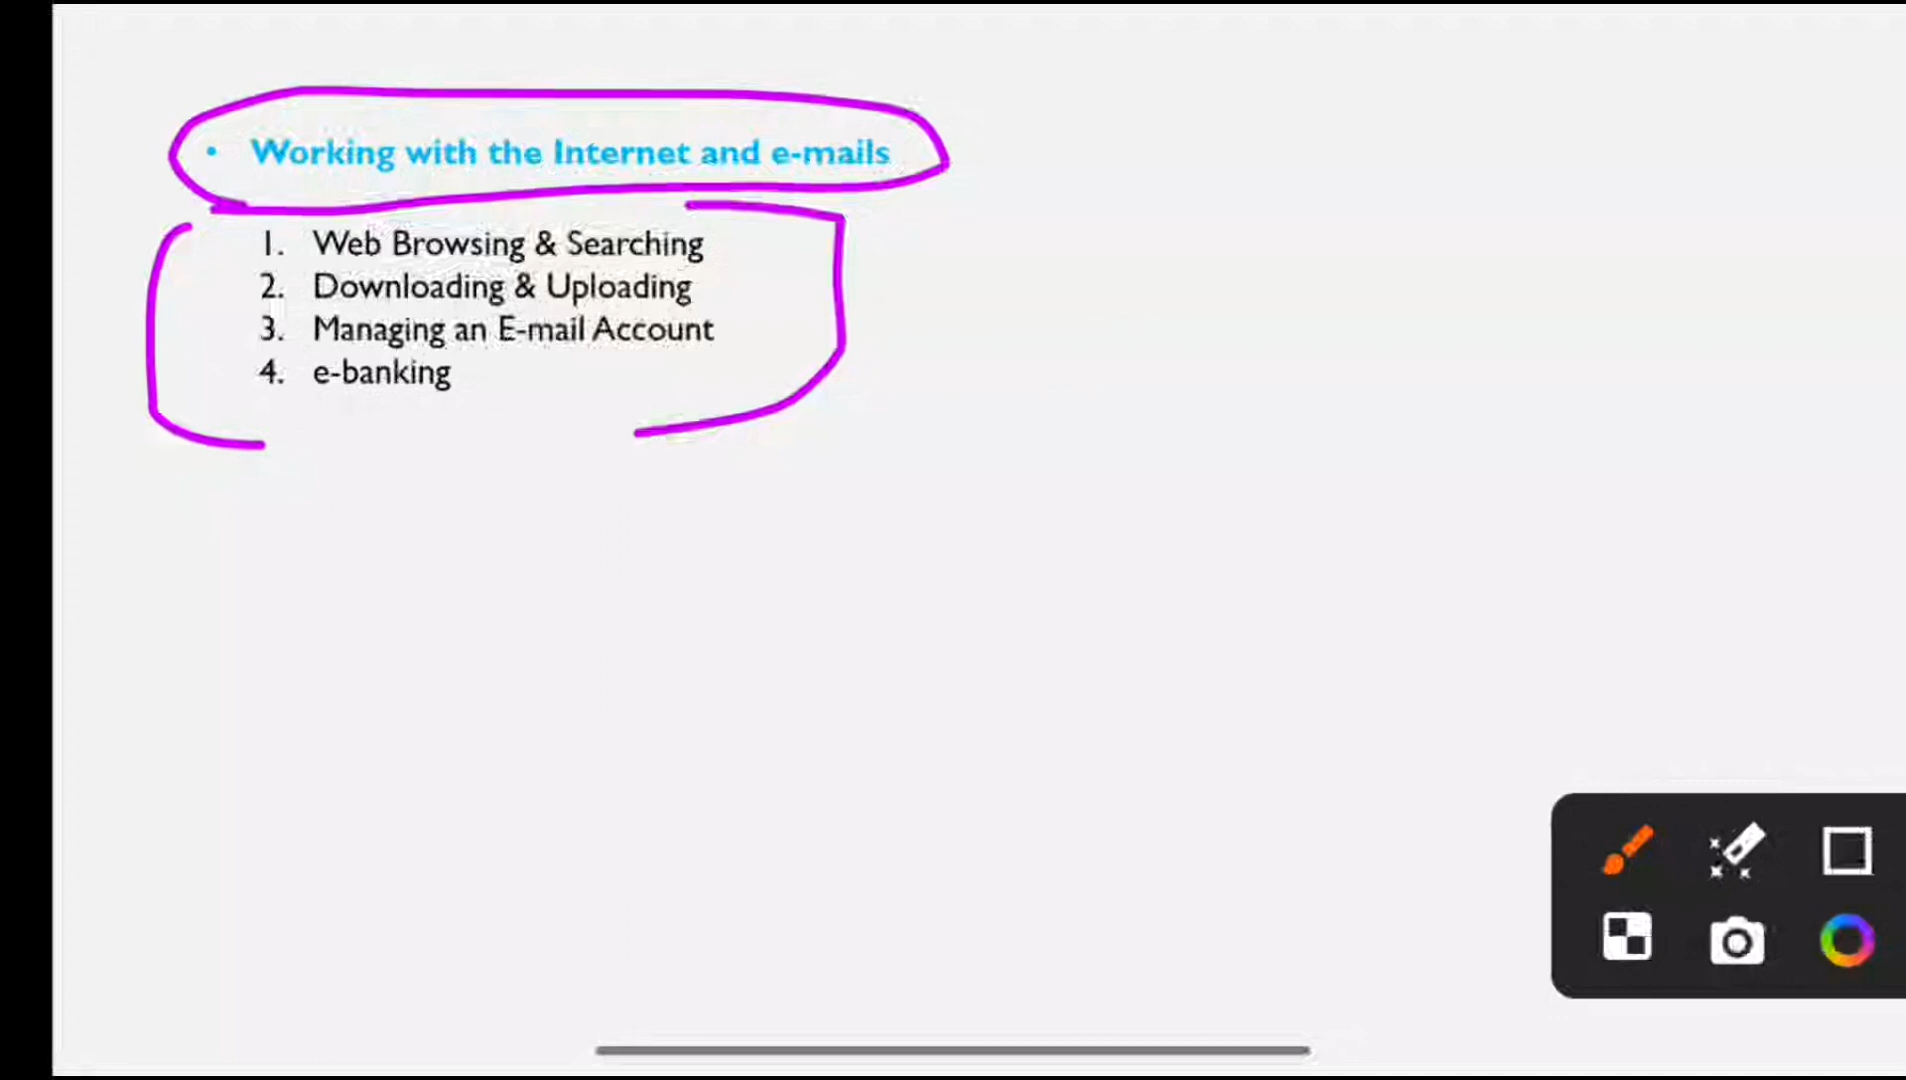 • Working with the Internet and e-mails
1. Web Browsing & Searching
2. Downloading & Uploading
3. Managing an E-mail Account
4. e-banking